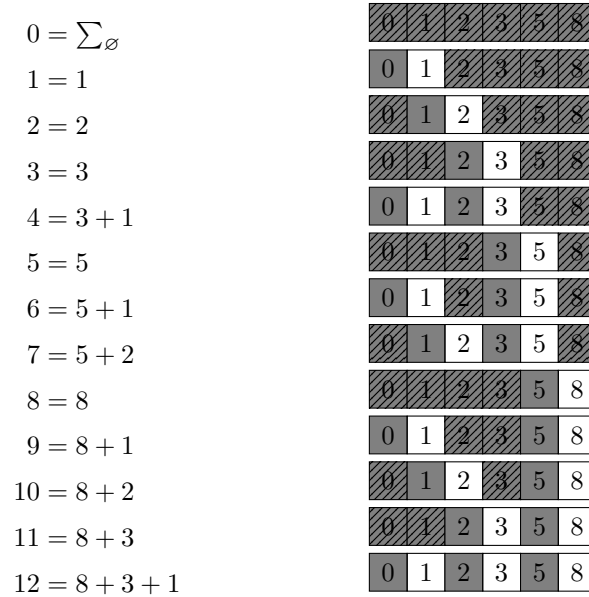 0 = ∑∅ 0 1 2 3 5 8
1 = 1 0 1 2 3 5 8
2 = 2 0 1 2 3 5 8
3 = 3 0 1 2 3 5 8
4 = 3 + 1 0 1 2 3 5 8
5 = 5 0 1 2 3 5 8
6 = 5 + 1 0 1 2 3 5 8
7 = 5 + 2 0 1 2 3 5 8
8 = 8 0 1 2 3 5 8
9 = 8 + 1 0 1 2 3 5 8
10 = 8 + 2 0 1 2 3 5 8
11 = 8 + 3 0 1 2 3 5 8
12 = 8 + 3 + 1 0 1 2 3 5 8